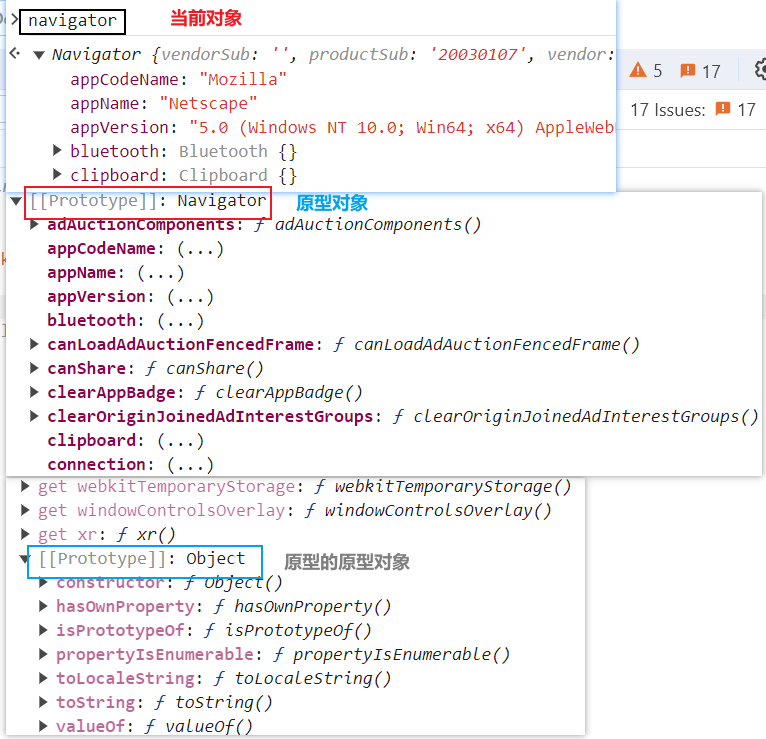 navigator 当前对象
Navigator {vendorSub: '', productSub: '20030107', vendor:
appCodeName: "Mozilla"
5 17
appName: "Netscape"
17 Issues: 17
appVersion: "5.0 (Windows NT 10.0; Win64; x64) AppleWeb
bluetooth: Bluetooth {}
clipboard: Clipboard {}
[[Prototype]]: Navigator 原型对象
adAuctionComponents: ƒ adAuctionComponents()
appCodeName: (...)
appName: (...)
appVersion: (...)
bluetooth: (...)
canLoadAdAuctionFencedFrame: ƒ canLoadAdAuctionFencedFrame()
canShare: ƒ canShare()
clearAppBadge: ƒ clearAppBadge()
clearOriginJoinedAdInterestGroups: ƒ clearOriginJoinedAdInterestGroups()
clipboard: (...)
connection: (...)
get webkitTemporaryStorage: ƒ webkitTemporaryStorage()
get windowControlsOverlay: ƒ windowControlsOverlay()
get xr: ƒ xr()
[[Prototype]]: Object 原型的原型对象
constructor: ƒ Object()
hasOwnProperty: ƒ hasOwnProperty()
isPrototypeOf: ƒ isPrototypeOf()
propertyIsEnumerable: ƒ propertyIsEnumerable()
toLocaleString: ƒ toLocaleString()
toString: ƒ toString()
valueOf: ƒ valueOf()